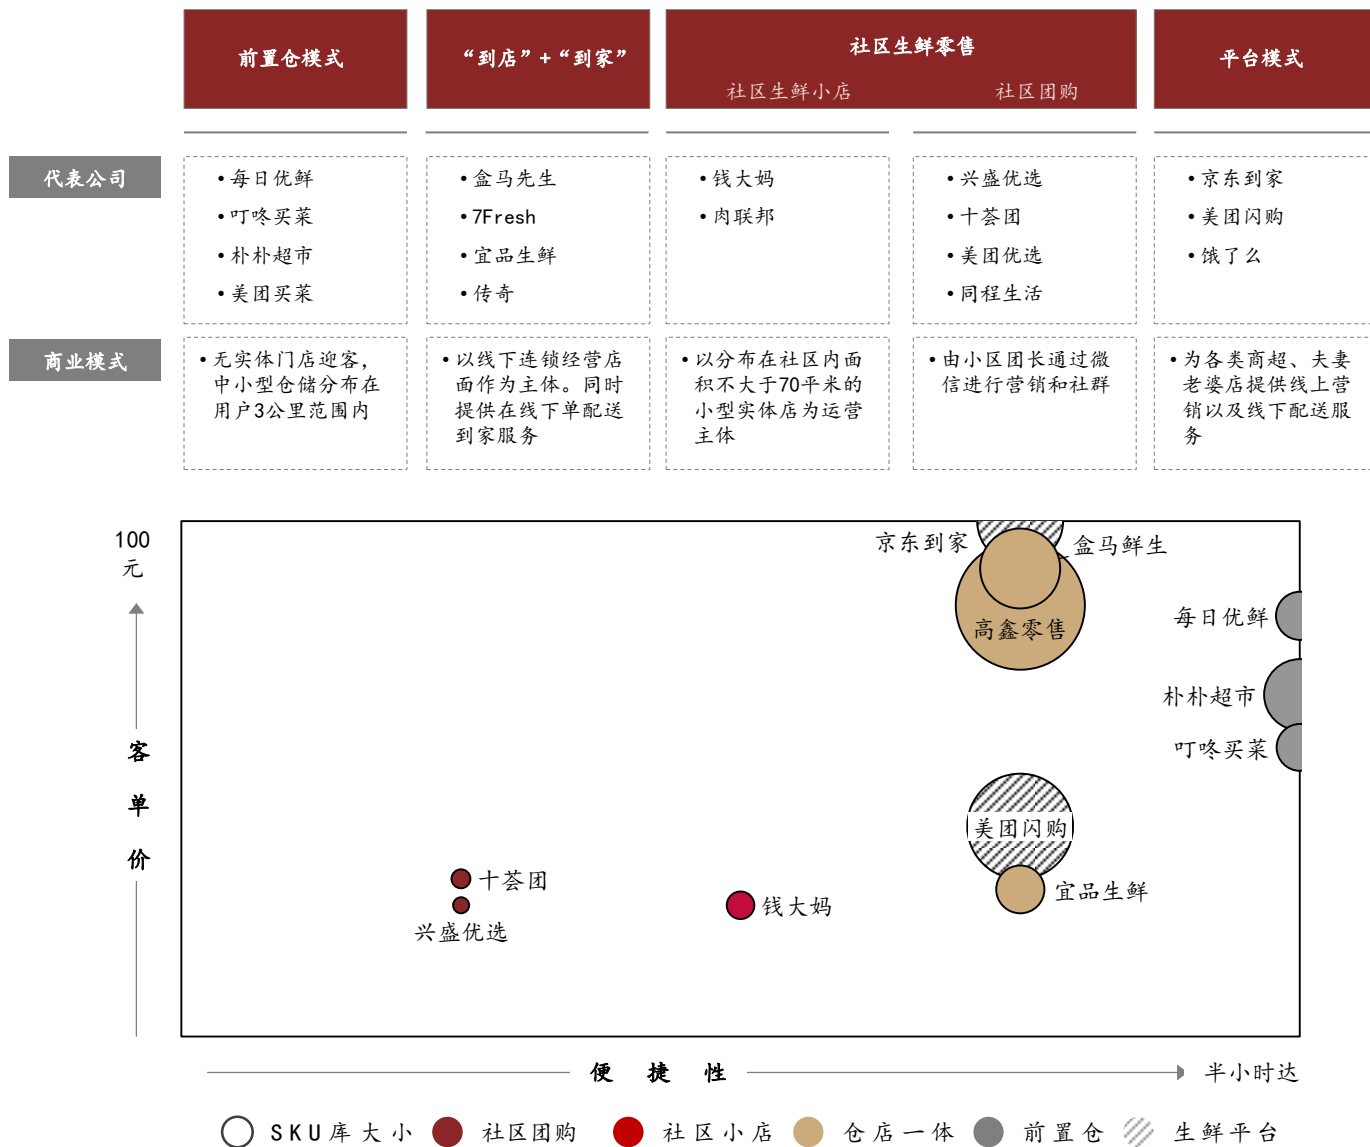 前置仓模式
“到店”+“到家”
社区生鲜零售
社区生鲜小店
社区团购
平台模式
代表公司
•每日优鲜
•叮咚买菜
•朴朴超市
•美团买菜
•盒马先生
•7Fresh
•宜品生鲜
•传奇
•钱大妈
•肉联邦
•兴盛优选
•十荟团
•美团优选
•同程生活
•京东到家
•美团闪购
•饿了么
商业模式
•无实体门店迎客，
中小型仓储分布在
用户3公里范围内
•以线下连锁经营店
面作为主体。同时
提供在线下单配送
到家服务
•以分布在社区内面
积不大于70平米的
小型实体店为运营
主体
•由小区团长通过微
信进行营销和社群
•为各类商超、夫妻
老婆店提供线上营
销以及线下配送服
务
100
元
客
单
价
京东到家
盒马鲜生
高鑫零售
每日优鲜
朴朴超市
叮咚买菜
美团闪购
宜品生鲜
十荟团
兴盛优选
钱大妈
便捷性
半小时达
SKU库大小
社区团购
社区小店
仓店一体
前置仓
生鲜平台